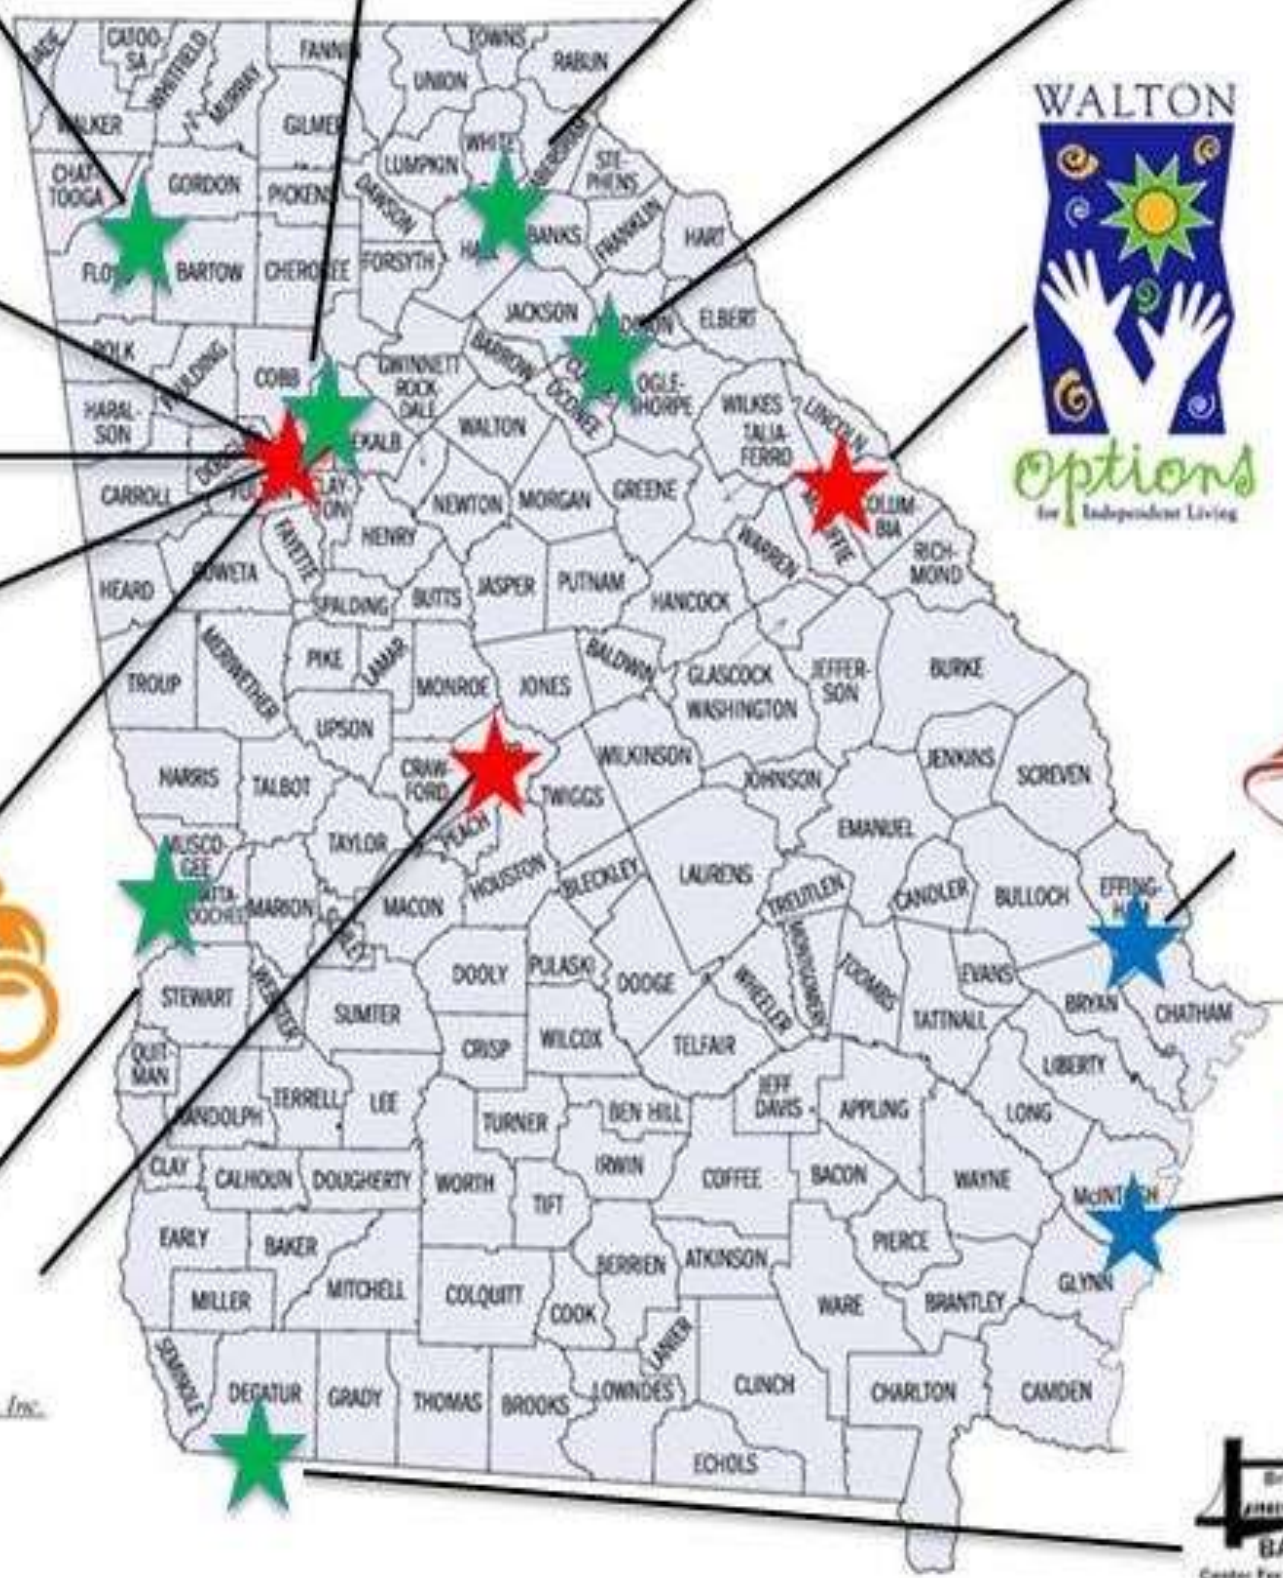 CATOO-
SA
WHITFIELD
MURRAY
FANNIN
UNION
TOWNS
RABUN
WALKER
GILMER
LUMPKIN
WHITE
STE-
PHENS
CHAT-
TOOGA
GORDON
PICKENS
DAWSON
BANKS
FRANKLIN
HART
BARTOW
CHEROKEE
FORSYTH
JACKSON
ELBERT
POLK
COBB
GWINNETT
ROCK
DALE
BARROW
OCONEE
OGLE-
THORPE
WILKES
LINCOLN
HARAL-
SON
WALTON
TALIA-
FERRO
CARROLL
NEWTON
MORGAN
GREENE
HENRY
FAYETTE
WARREN
RICH-
MOND
HEARD
COWETA
SPALDING
BUTTS
JASPER
PUTNAM
HANCOCK
TROUP
MERIWETHER
PIKE
LAMAR
MONROE
JONES
BALDWIN
GLASCOCK
WASHINGTON
JEFFER-
SON
BURKE
UPSON
HARRIS
TALBOT
CRAW-
FORD
TWIGGS
WILKINSON
JOHNSON
JENKINS
SCREVEN
PEACH
TAYLOR
EMANUEL
MUSCO-
GEE
MARION
MACON
HOUSTON
BLECKLEY
LAURENS
TREUTLEN
CANDLER
BULLOCH
EFFING-
STEWART
WEBSTER
SUMTER
DOOLY
PULASKI
DODGE
WHEELER
MONTGOMERY
TOOMBS
TATTNALL
EVANS
BRYAN
CHATHAM
QUIT-
MAN
CRISP
WILCOX
TELFAIR
LIBERTY
RANDOLPH
TERRELL
LEE
TURNER
BEN HILL
JEFF
DAVIS
APPLING
LONG
CLAY
CALHOUN
DOUGHERTY
WORTH
TIFT
IRWIN
COFFEE
BACON
WAYNE
EARLY
BAKER
MITCHELL
MILLER
COLQUITT
COOK
BERRIEN
ATKINSON
PIERCE
GLYNN
WARE
BRANTLEY
SEMINOLE
DECATUR
GRADY
THOMAS
BROOKS
LOWNDES
LANIER
CLINCH
ECHOLS
CHARLTON
CAMDEN
WALTON
options
for Independent Living
Inc.